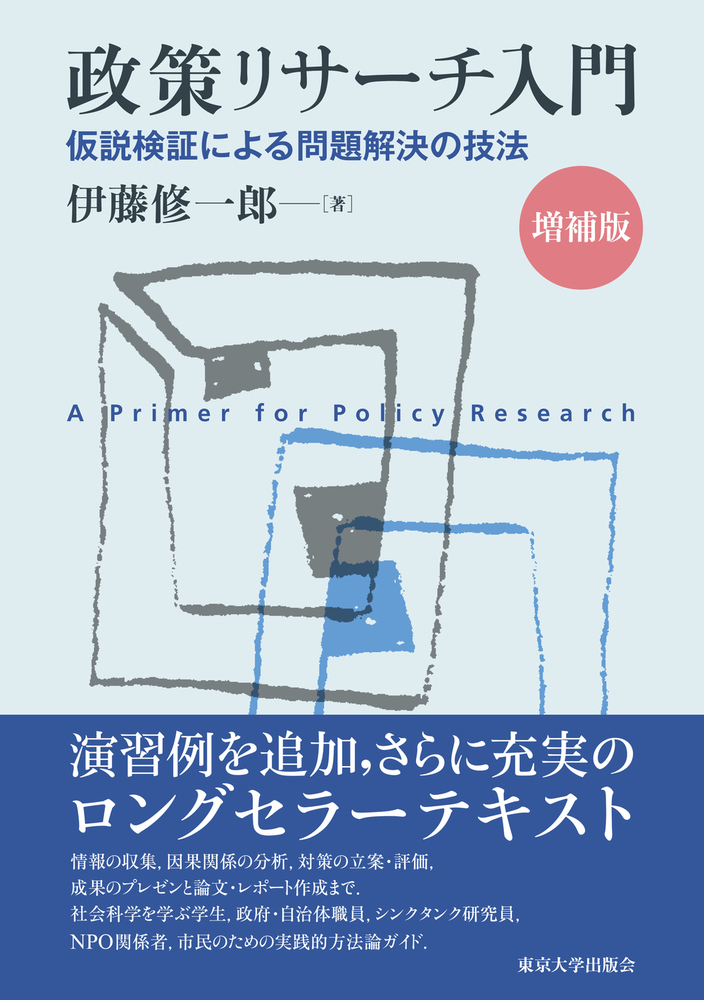 政策リサーチ入門
仮説検証による問題解決の技法
伊藤修一郎──[著]
増補版
A Primer for Policy Research
演習例を追加，さらに充実の
ロングセラーテキスト
情報の収集，因果関係の分析，対策の立案・評価，
成果のプレゼンと論文・レポート作成まで．
社会科学を学ぶ学生，政府・自治体職員，シンクタンク研究員，
NPO関係者，市民のための実践的方法論ガイド．
東京大学出版会